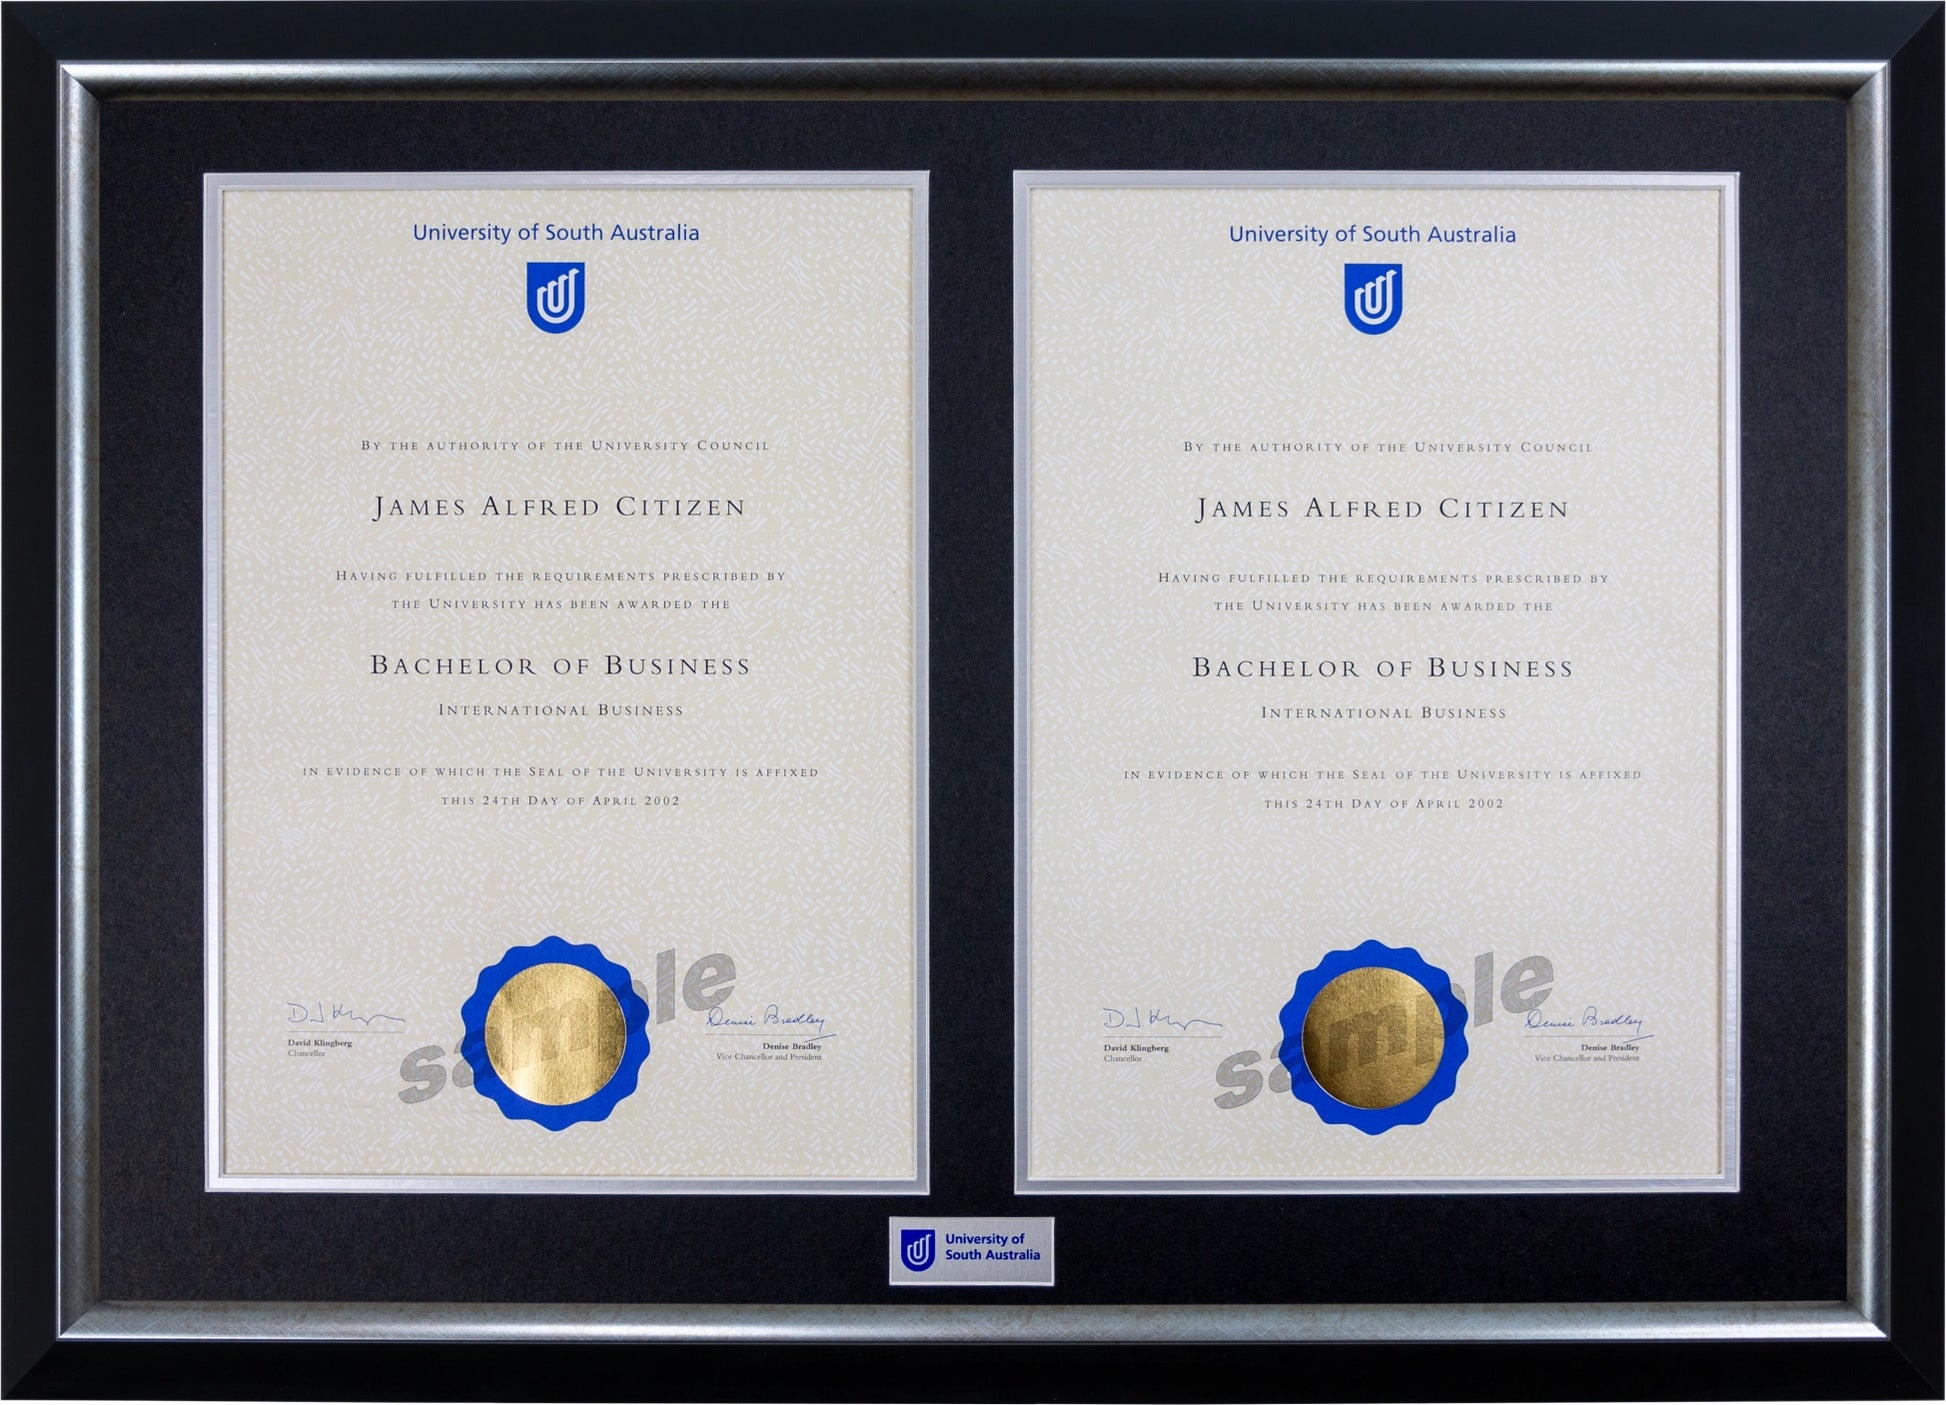 University of South Australia
By the authority of the University Council
James Alfred Citizen
Having fulfilled the requirements prescribed by
the University has been awarded the
Bachelor of Business
International Business
in evidence of which the Seal of the University is affixed
this 24th Day of April 2002
sample
D J Klingberg
David Klingberg
Chancellor
Denise Bradley
Denise Bradley
Vice Chancellor and President
University of South Australia
By the authority of the University Council
James Alfred Citizen
Having fulfilled the requirements prescribed by
the University has been awarded the
Bachelor of Business
International Business
in evidence of which the Seal of the University is affixed
this 24th Day of April 2002
sample
D J Klingberg
David Klingberg
Chancellor
Denise Bradley
Denise Bradley
Vice Chancellor and President
University of
South Australia